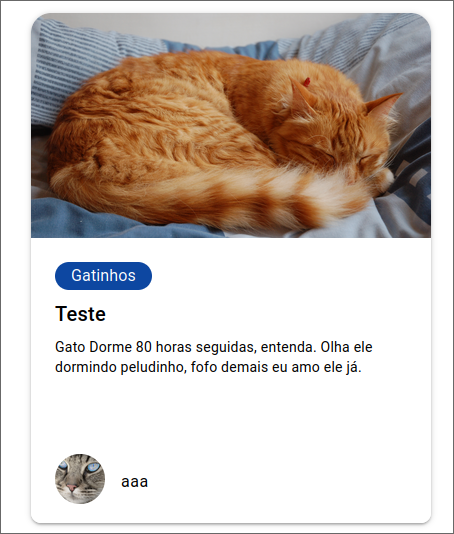 Gatinhos
Teste
Gato Dorme 80 horas seguidas, entenda. Olha ele
dormindo peludinho, fofo demais eu amo ele já.
aaa